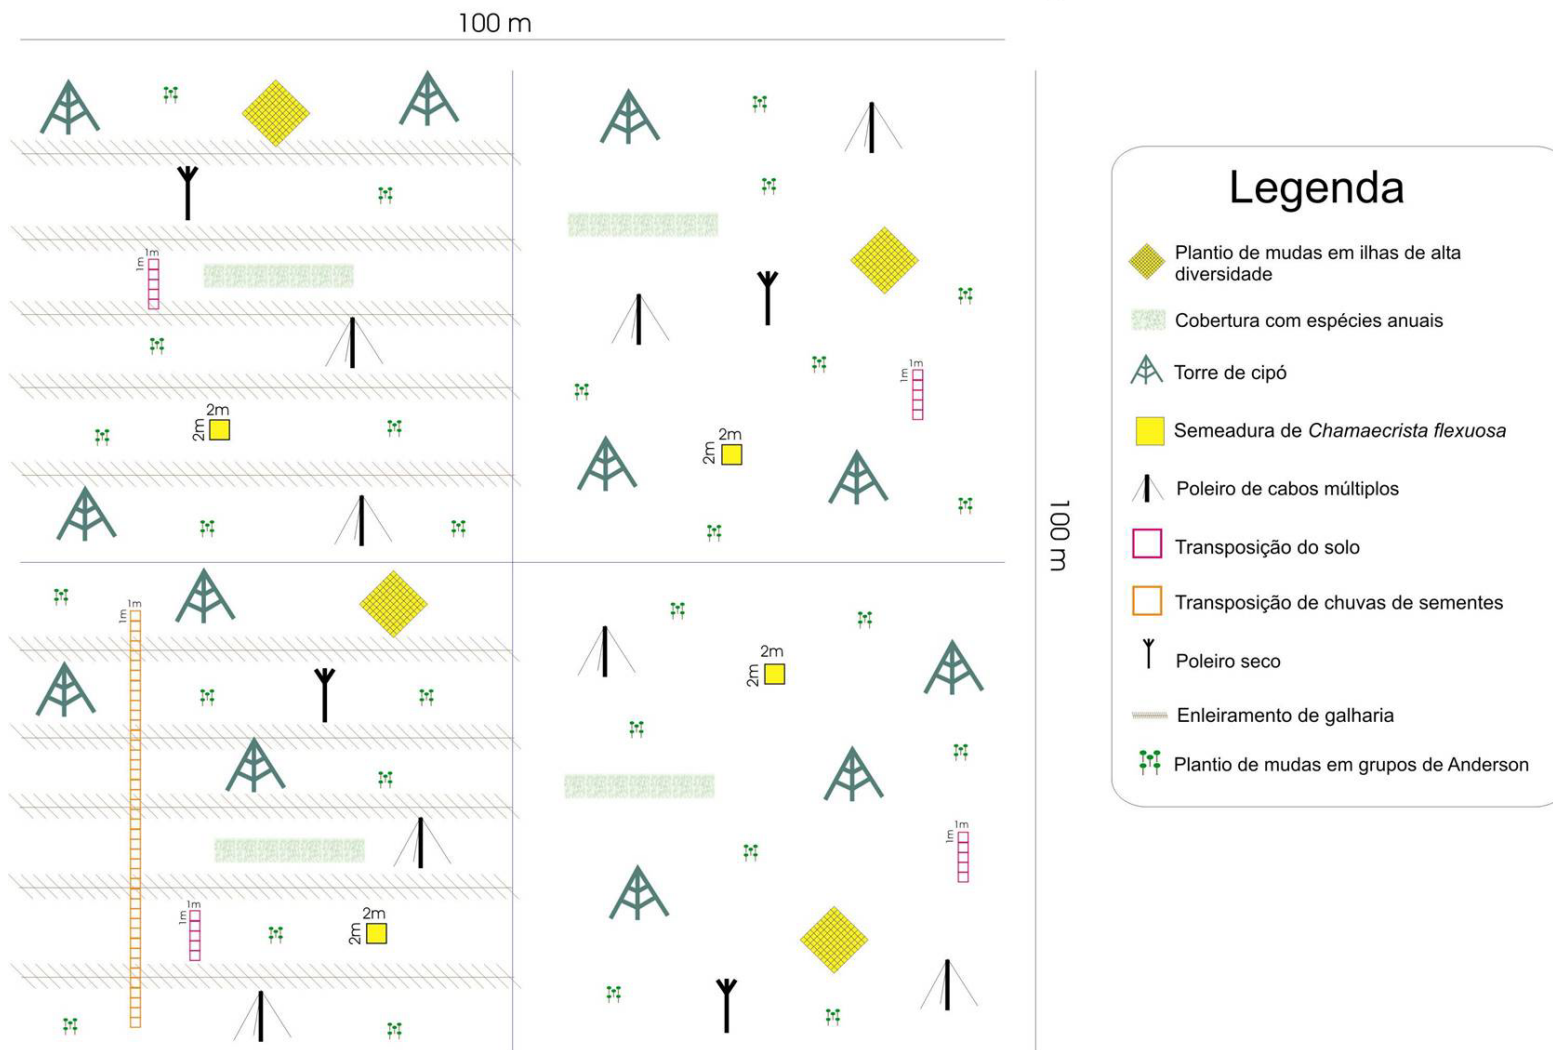 100 m
1m
1m
2m
2m
1m
1m
2m
2m
1m
1m
2m
2m
1m
1m
1m
1m
2m
2m
100 m
Legenda
Plantio de mudas em ilhas de alta
diversidade
Cobertura com espécies anuais
Torre de cipó
Semeadura de Chamaecrista flexuosa
Poleiro de cabos múltiplos
Transposição do solo
Transposição de chuvas de sementes
Poleiro seco
Enleiramento de galharia
Plantio de mudas em grupos de Anderson